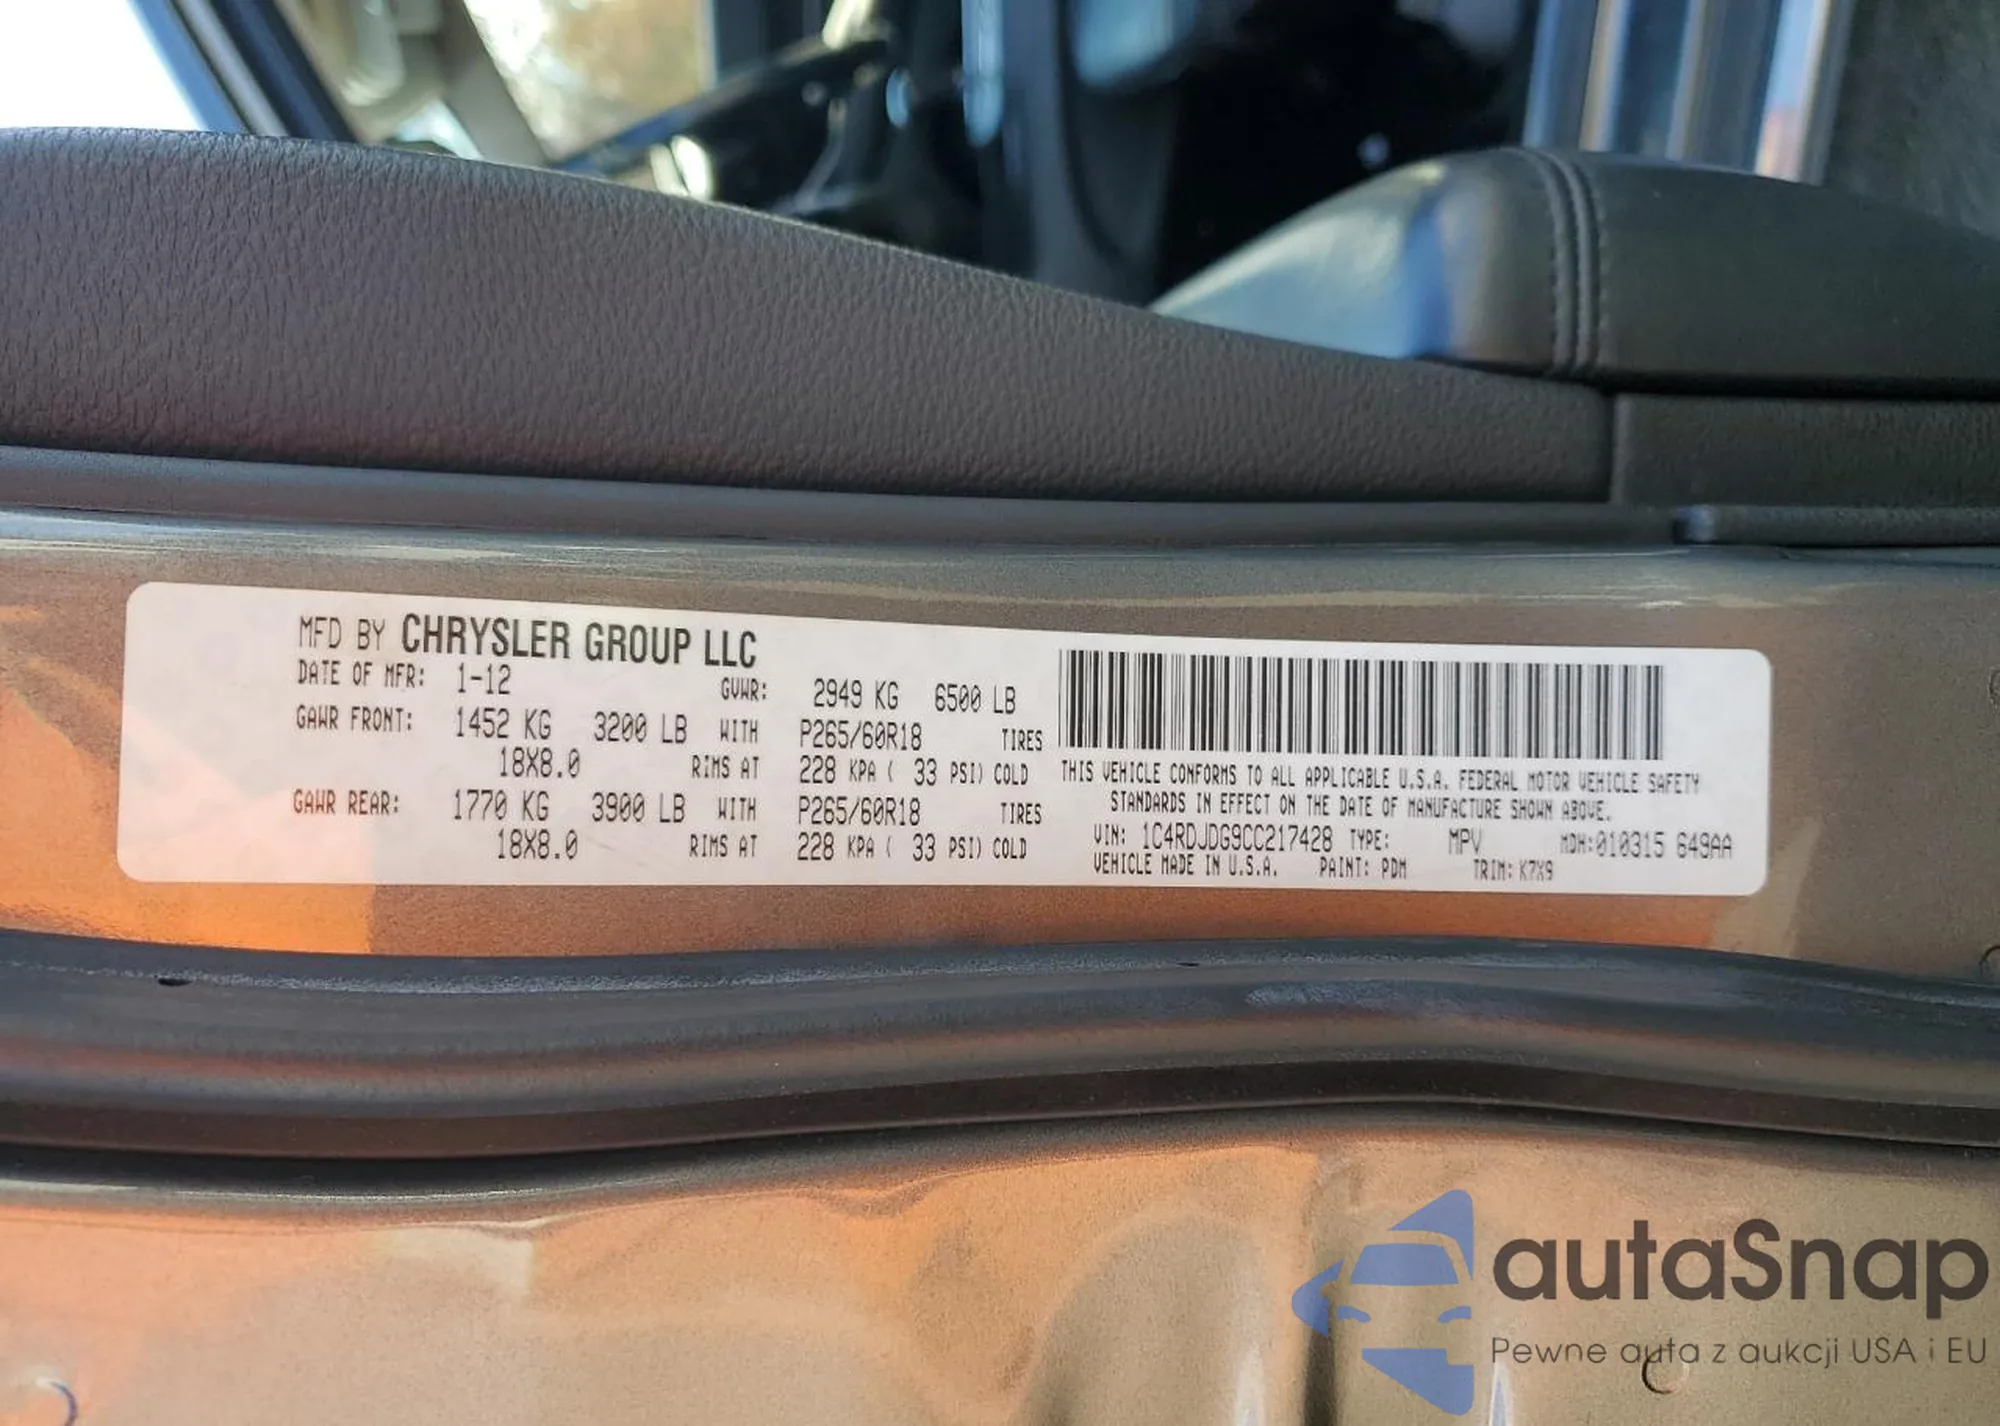 MFD BY CHRYSLER GROUP LLC
DATE OF MFR: 1-12 GVWR: 2949 KG 6500 LB
GAWR FRONT: 1452 KG 3200 LB WITH P265/60R18 TIRES
18X8.0 RIMS AT 228 KPA ( 33 PSI) COLD
GAWR REAR: 1770 KG 3900 LB WITH P265/60R18 TIRES
18X8.0 RIMS AT 228 KPA ( 33 PSI) COLD
THIS VEHICLE CONFORMS TO ALL APPLICABLE U.S.A. FEDERAL MOTOR VEHICLE SAFETY
STANDARDS IN EFFECT ON THE DATE OF MANUFACTURE SHOWN ABOVE.
VIN: 1C4RDJDG9CC217428 TYPE: MPV MDH:010315 649AA
VEHICLE MADE IN U.S.A. PAINT: PDM TRIM: K7X9
autaSnap
Pewne auta z aukcji USA i EU